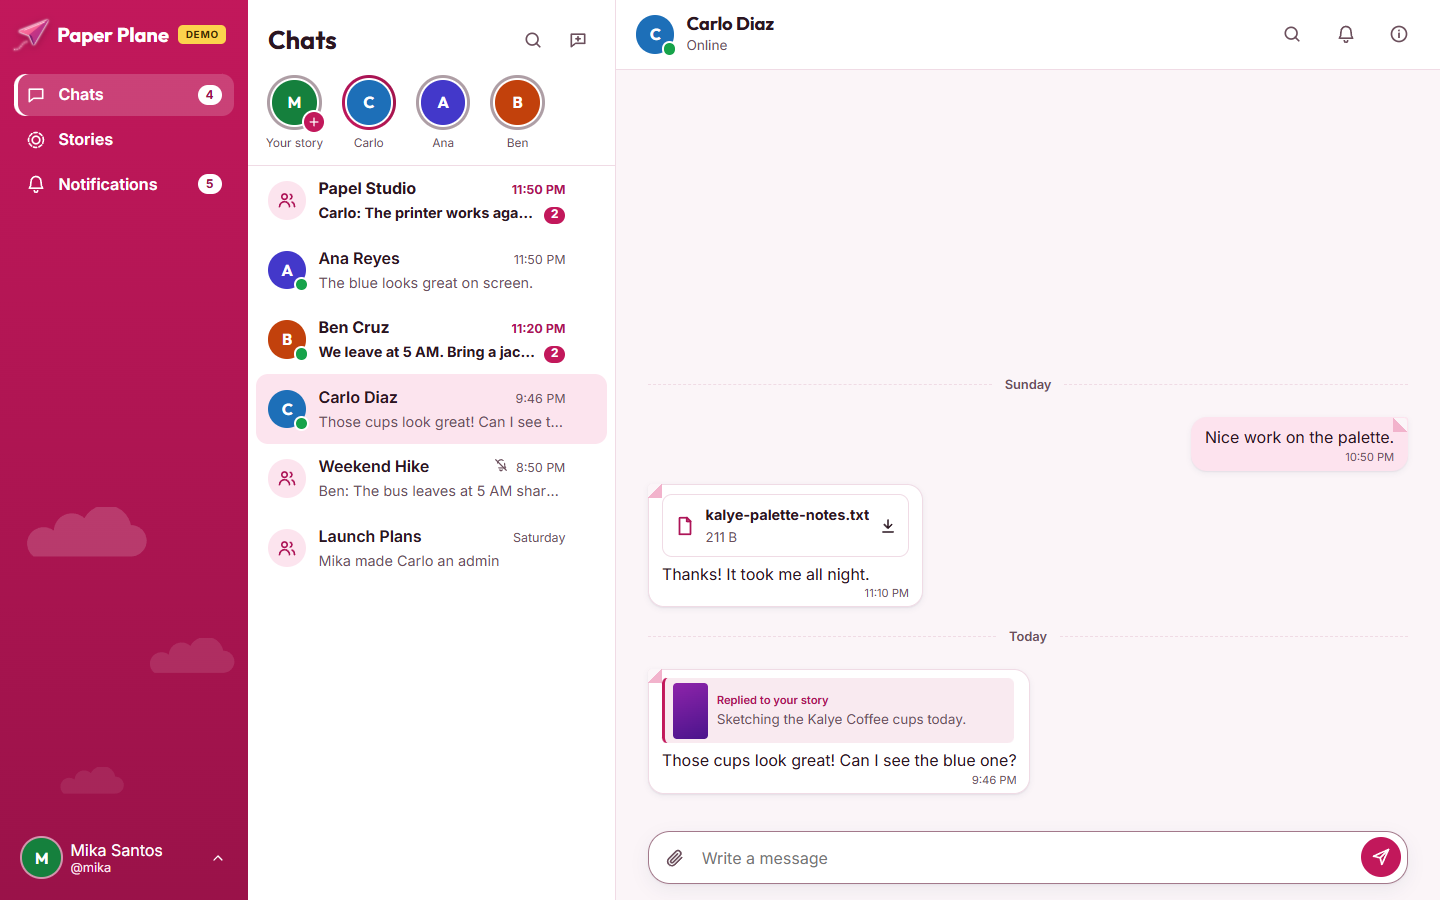 Paper Plane DEMO
Chats 4
Stories
Notifications 5
M Mika Santos
@mika
Chats
M
Your story
C
Carlo
A
Ana
B
Ben
Papel Studio 11:50 PM
Carlo: The printer works aga... 2
A
Ana Reyes 11:50 PM
The blue looks great on screen.
B
Ben Cruz 11:20 PM
We leave at 5 AM. Bring a jac... 2
C
Carlo Diaz 9:46 PM
Those cups look great! Can I see t...
Weekend Hike 8:50 PM
Ben: The bus leaves at 5 AM shar...
Launch Plans Saturday
Mika made Carlo an admin
C
Carlo Diaz
Online
Sunday
Nice work on the palette.
10:50 PM
kalye-palette-notes.txt
211 B
Thanks! It took me all night.
11:10 PM
Today
Replied to your story
Sketching the Kalye Coffee cups today.
Those cups look great! Can I see the blue one?
9:46 PM
Write a message